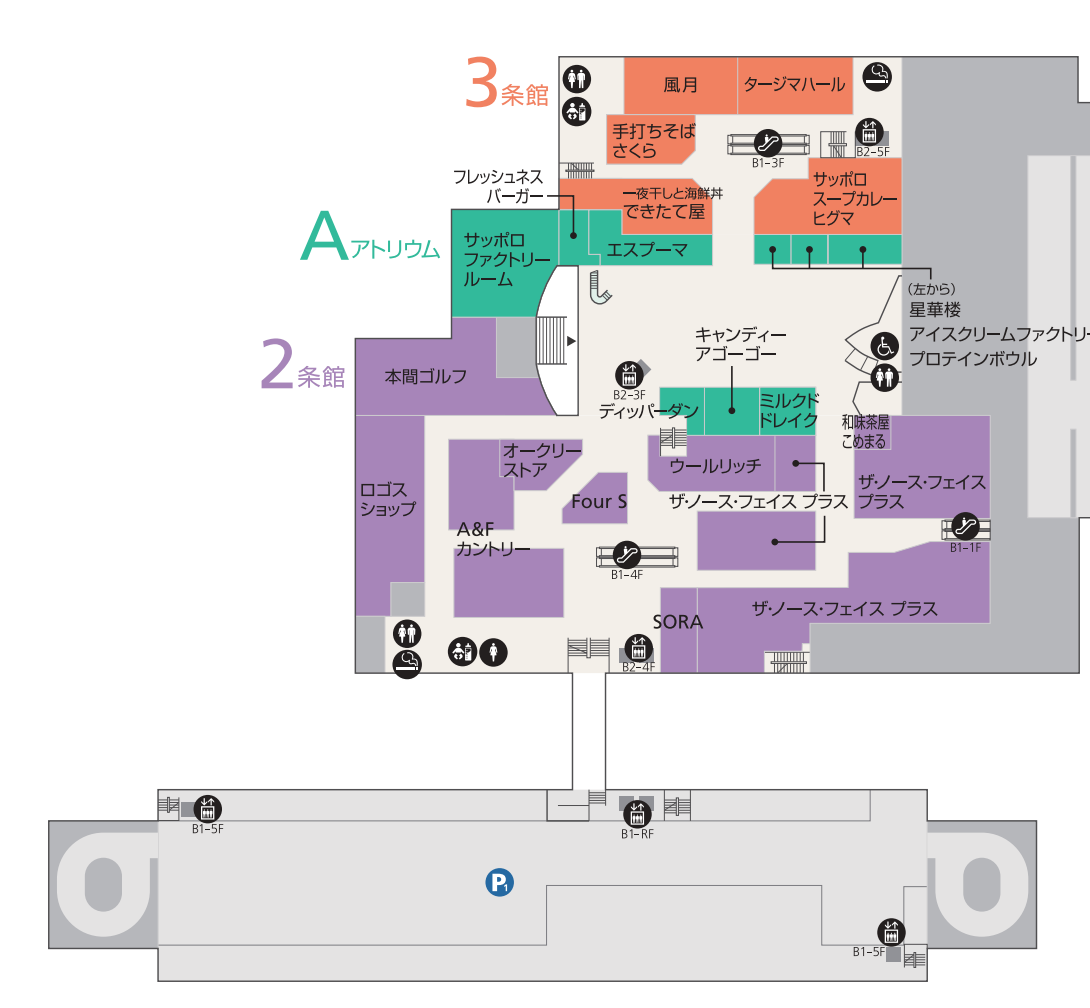 3条館
風月
タージマハール
手打ちそば
さくら
B1-3F
B2-5F
フレッシュネス
バーガー
一夜干しと海鮮丼
できたて屋
サッポロ
スープカレー
ヒグマ
Aアトリウム
サッポロ
ファクトリー
ルーム
エスプーマ
(左から)
星華楼
アイスクリームファクトリー
プロテインボウル
2条館
本間ゴルフ
キャンディー
アゴーゴー
B2-3F
ディッパーダン
ミルクド
ドレイク
和味茶屋
こめまる
オークリー
ストア
ウールリッチ
ザ・ノース・フェイス
プラス
ロゴス
ショップ
Four S
ザ・ノース・フェイス プラス
A&F
カントリー
B1-4F
B1-1F
SORA
ザ・ノース・フェイス プラス
B2-4F
B1-5F
B1-RF
P1
B1-5F